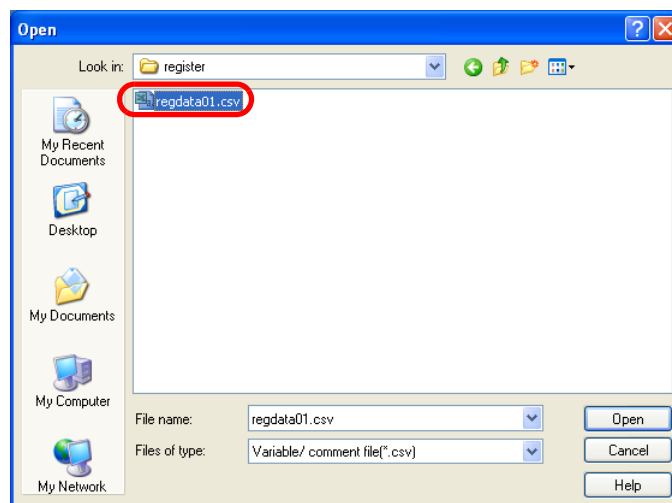 Open
Look in:
register
regdata01.csv
My Recent
Documents
Desktop
My Documents
My Computer
My Network
File name:
regdata01.csv
Open
Files of type:
Variable/ comment file(*.csv)
Cancel
Help